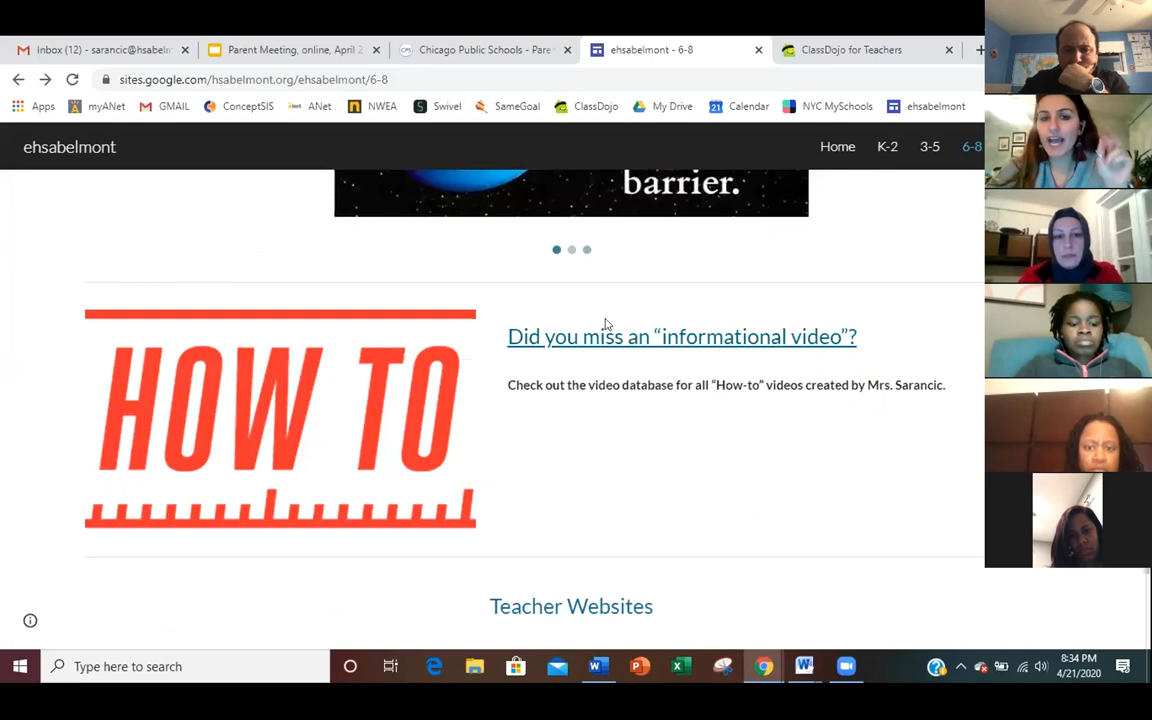 Inbox (12) - sarancic@hsabelm
Parent Meeting, online, April 2
Chicago Public Schools - Pare
ehsabelmont - 6-8
ClassDojo for Teachers
sites.google.com/hsabelmont.org/ehsabelmont/6-8
Apps myANet GMAIL ConceptSIS ANet NWEA Swivel SameGoal ClassDojo My Drive Calendar NYC MySchools ehsabelmont
ehsabelmont Home K-2 3-5 6-8
barrier.
HOW TO
Did you miss an “informational video”?
Check out the video database for all “How-to” videos created by Mrs. Sarancic.
Teacher Websites
Type here to search
8:34 PM
4/21/2020